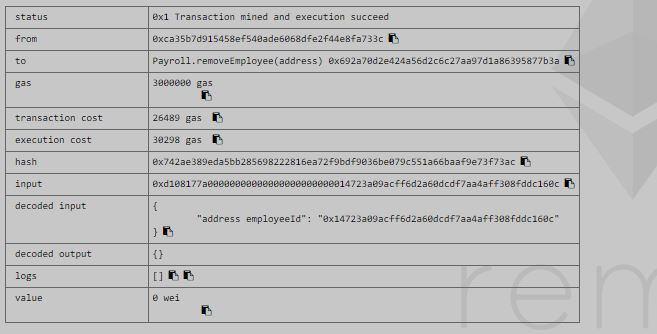 status 0x1 Transaction mined and execution succeed
from 0xca35b7d915458ef540ade6068dfe2f44e8fa733c
to Payroll.removeEmployee(address) 0x692a70d2e424a56d2c6c27aa97d1a86395877b3a
gas 3000000 gas
transaction cost 26489 gas
execution cost 30298 gas
hash 0x742ae389eda5bb285698222816ea72f9bdf9036be079c551a66baaf9e73f73ac
input 0xd108177a00000000000000000000000014723a09acff6d2a60dcdf7aa4aff308fddc160c
decoded input {
"address employeeId": "0x14723a09acff6d2a60dcdf7aa4aff308fddc160c"
}
decoded output {}
logs []
value 0 wei
rem